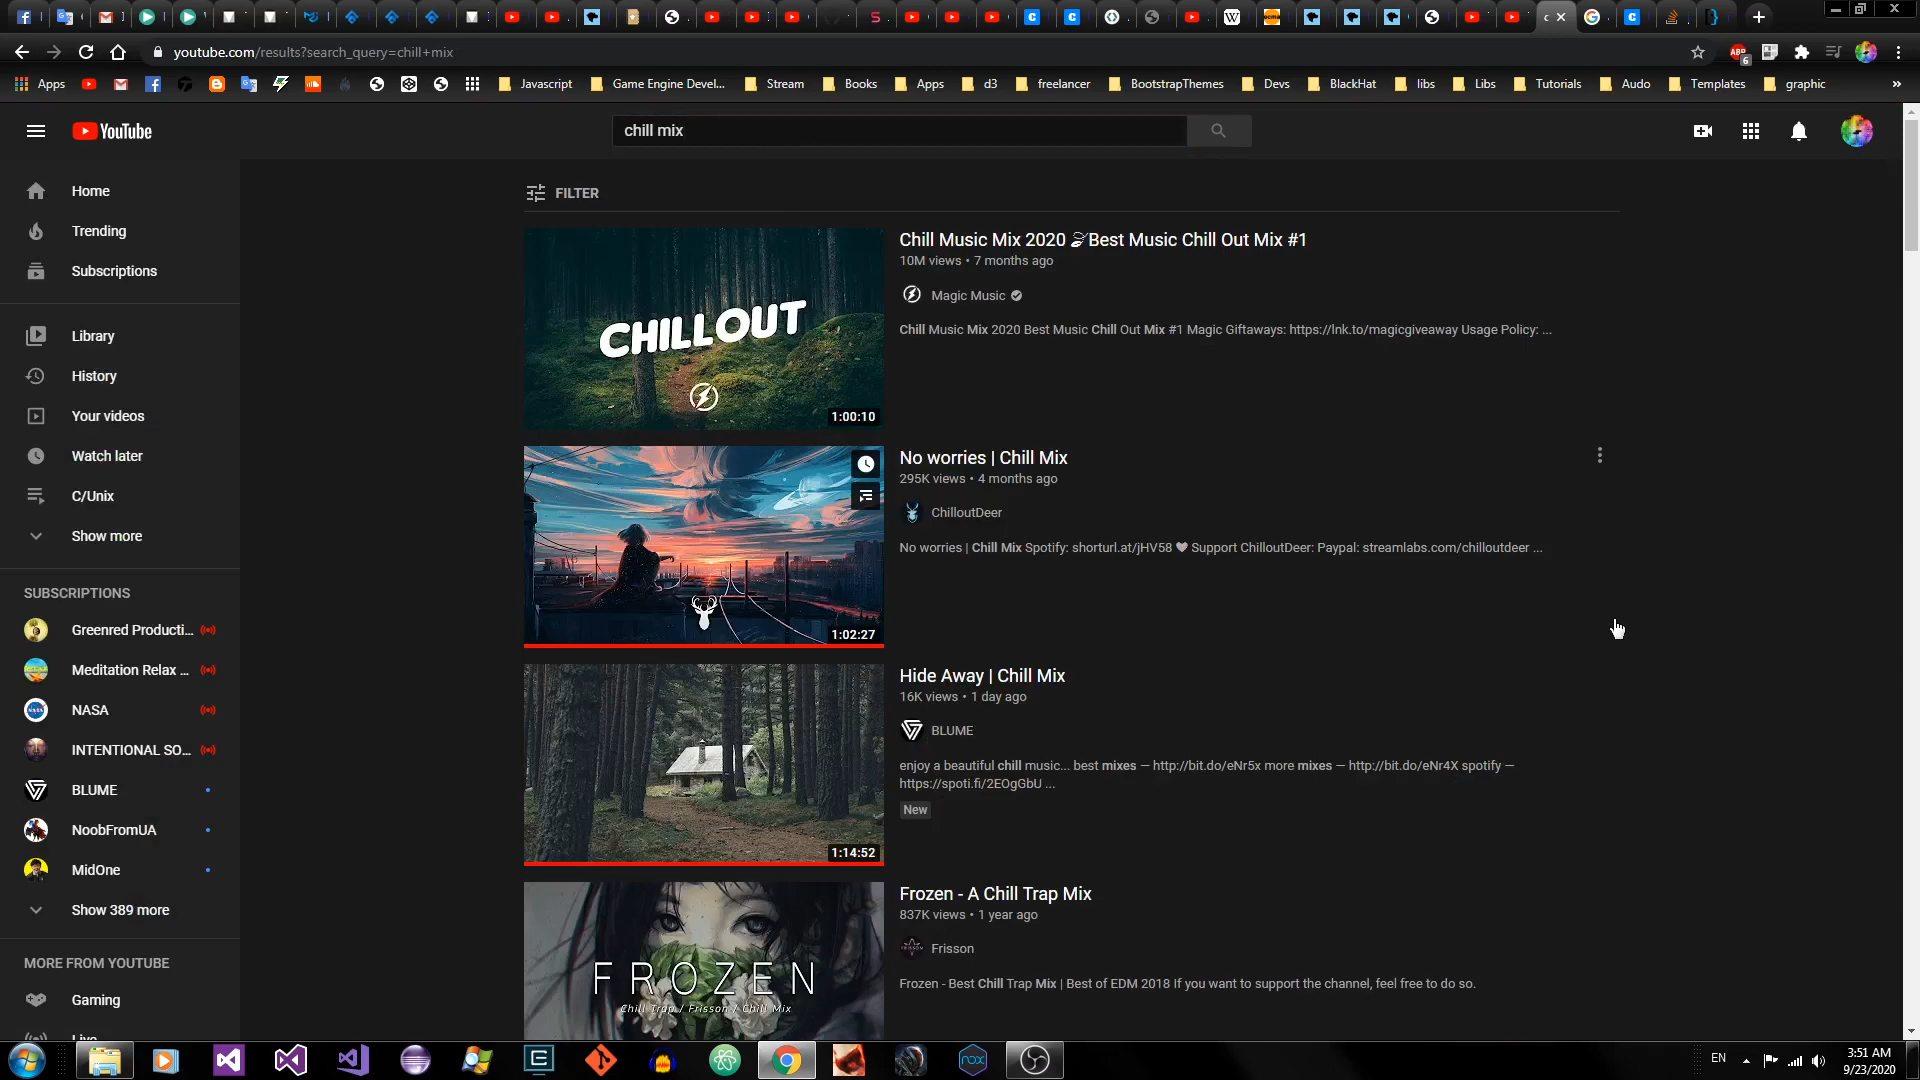 youtube.com/results?search_query=chill+mix
ABP
6
Apps
Javascript
Game Engine Devel...
Stream
Books
Apps
d3
freelancer
BootstrapThemes
Devs
BlackHat
libs
Libs
Tutorials
Audo
Templates
graphic
»
YouTube
chill mix
Home
Trending
Subscriptions
Library
History
Your videos
Watch later
C/Unix
Show more
SUBSCRIPTIONS
Greenred Producti...
Meditation Relax ...
NASA
INTENTIONAL SO...
BLUME
NoobFromUA
MidOne
Show 389 more
MORE FROM YOUTUBE
Gaming
Live
FILTER
CHILLOUT
1:00:10
Chill Music Mix 2020 🍃Best Music Chill Out Mix #1
10M views • 7 months ago
Magic Music
Chill Music Mix 2020 Best Music Chill Out Mix #1 Magic Giftaways: https://lnk.to/magicgiveaway Usage Policy: ...
1:02:27
No worries | Chill Mix
295K views • 4 months ago
ChilloutDeer
No worries | Chill Mix Spotify: shorturl.at/jHV58 ♥ Support ChilloutDeer: Paypal: streamlabs.com/chilloutdeer ...
1:14:52
Hide Away | Chill Mix
16K views • 1 day ago
BLUME
enjoy a beautiful chill music... best mixes — http://bit.do/eNr5x more mixes — http://bit.do/eNr4X spotify —
https://spoti.fi/2EOgGbU ...
New
FROZEN
Chill Trap / Frisson / Chill Mix
Frozen - A Chill Trap Mix
837K views • 1 year ago
Frisson
Frozen - Best Chill Trap Mix | Best of EDM 2018 If you want to support the channel, feel free to do so.
nox
EN
3:51 AM
9/23/2020